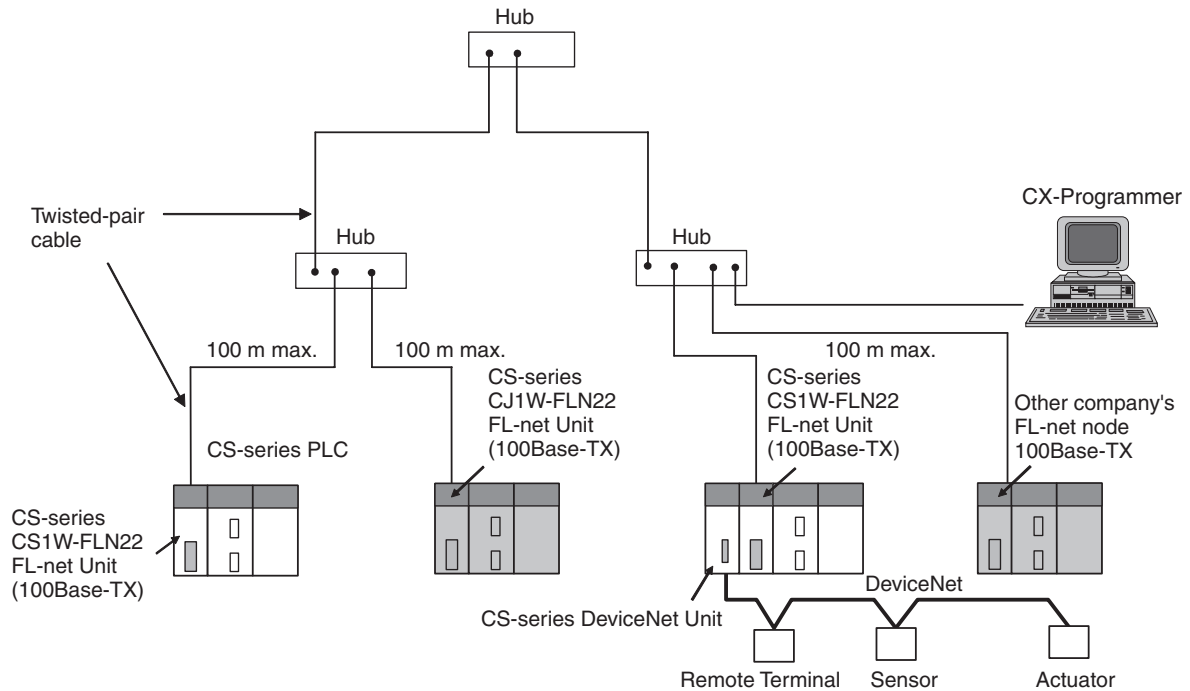 Hub
CX-Programmer
Twisted-pair
cable
Hub
Hub
100 m max.
100 m max.
100 m max.
CS-series
CJ1W-FLN22
FL-net Unit
(100Base-TX)
CS-series
CS1W-FLN22
FL-net Unit
(100Base-TX)
Other company's
FL-net node
100Base-TX
CS-series PLC
CS-series
CS1W-FLN22
FL-net Unit
(100Base-TX)
DeviceNet
CS-series DeviceNet Unit
Remote Terminal
Sensor
Actuator